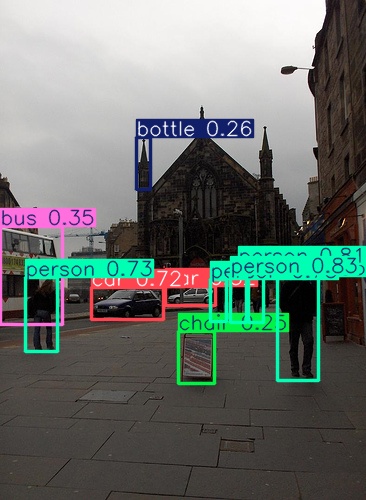 bottle 0.26
bus 0.35
person 0.81
person 0.73
car 0.72
person 0.83
chair 0.25